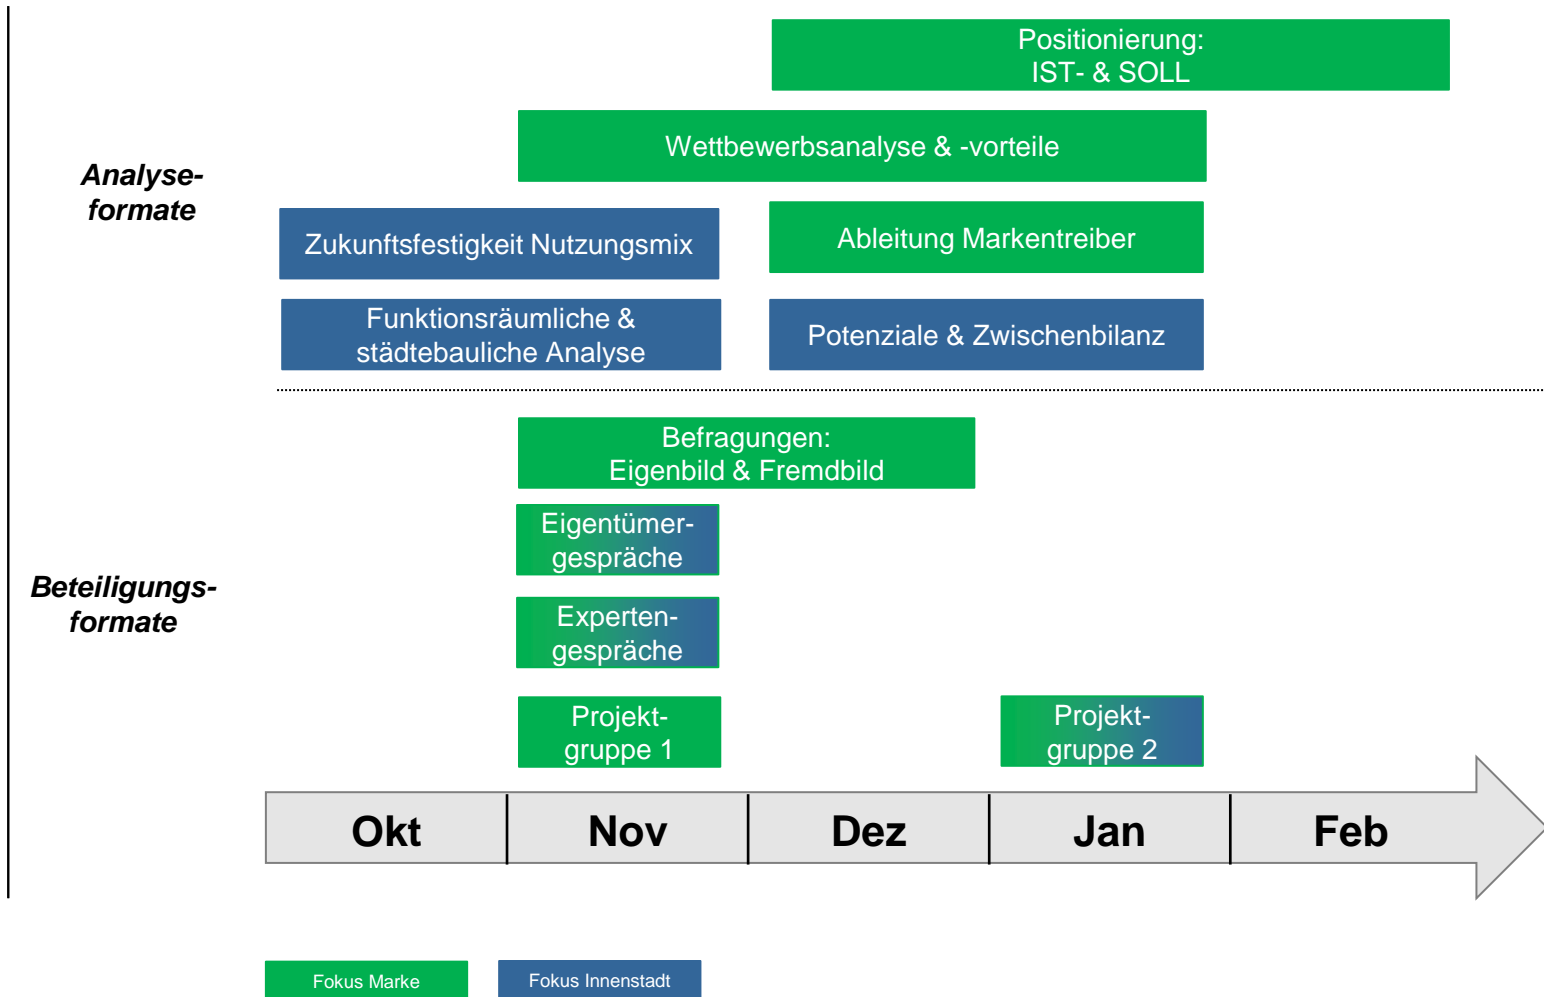 Positionierung:
IST- & SOLL
Wettbewerbsanalyse & -vorteile
Analyse-
formate
Zukunftsfestigkeit Nutzungsmix
Ableitung Markentreiber
Funktionsräumliche &
städtebauliche Analyse
Potenziale & Zwischenbilanz
Befragungen:
Eigenbild & Fremdbild
Eigentümer-
gespräche
Beteiligungs-
formate
Experten-
gespräche
Projekt-
gruppe 1
Projekt-
gruppe 2
Okt
Nov
Dez
Jan
Feb
Fokus Marke
Fokus Innenstadt